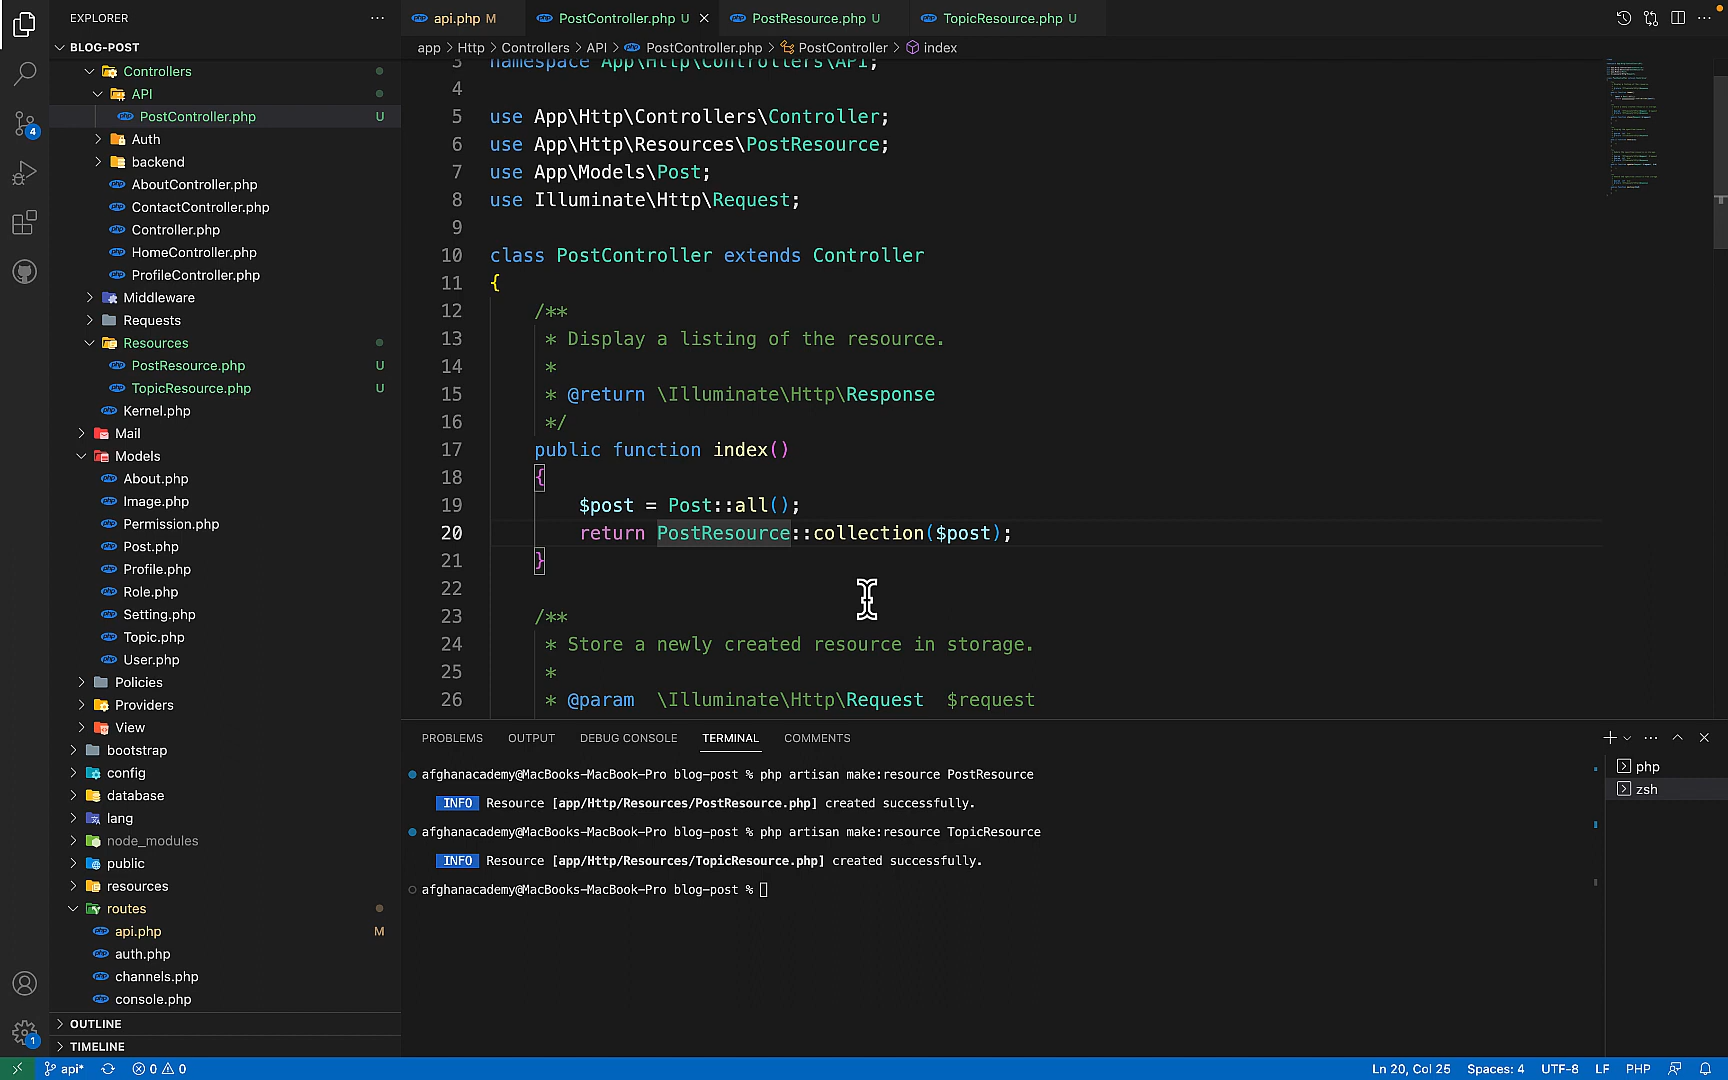 EXPLORER
BLOG-POST
Controllers
API
PostController.php U
Auth
backend
AboutController.php
ContactController.php
Controller.php
HomeController.php
ProfileController.php
Middleware
Requests
Resources
PostResource.php U
TopicResource.php U
Kernel.php
Mail
Models
About.php
Image.php
Permission.php
Post.php
Profile.php
Role.php
Setting.php
Topic.php
User.php
Policies
Providers
View
bootstrap
config
database
lang
node_modules
public
resources
routes
api.php M
auth.php
channels.php
console.php
OUTLINE
TIMELINE
4
1
api.php M
PostController.php U
PostResource.php U
TopicResource.php U
app > Http > Controllers > API > PostController.php > PostController > index
3 namespace App\Http\Controllers\API;
4
5 use App\Http\Controllers\Controller;
6 use App\Http\Resources\PostResource;
7 use App\Models\Post;
8 use Illuminate\Http\Request;
9
10 class PostController extends Controller
11 {
12 /**
13 * Display a listing of the resource.
14 *
15 * @return \Illuminate\Http\Response
16 */
17 public function index()
18 {
19 $post = Post::all();
20 return PostResource::collection($post);
21 }
22
23 /**
24 * Store a newly created resource in storage.
25 *
26 * @param \Illuminate\Http\Request $request
PROBLEMS OUTPUT DEBUG CONSOLE TERMINAL COMMENTS
afghanacademy@MacBooks-MacBook-Pro blog-post % php artisan make:resource PostResource
INFO Resource [app/Http/Resources/PostResource.php] created successfully.
afghanacademy@MacBooks-MacBook-Pro blog-post % php artisan make:resource TopicResource
INFO Resource [app/Http/Resources/TopicResource.php] created successfully.
afghanacademy@MacBooks-MacBook-Pro blog-post %
php
zsh
api* 0 0 Ln 20, Col 25 Spaces: 4 UTF-8 LF PHP